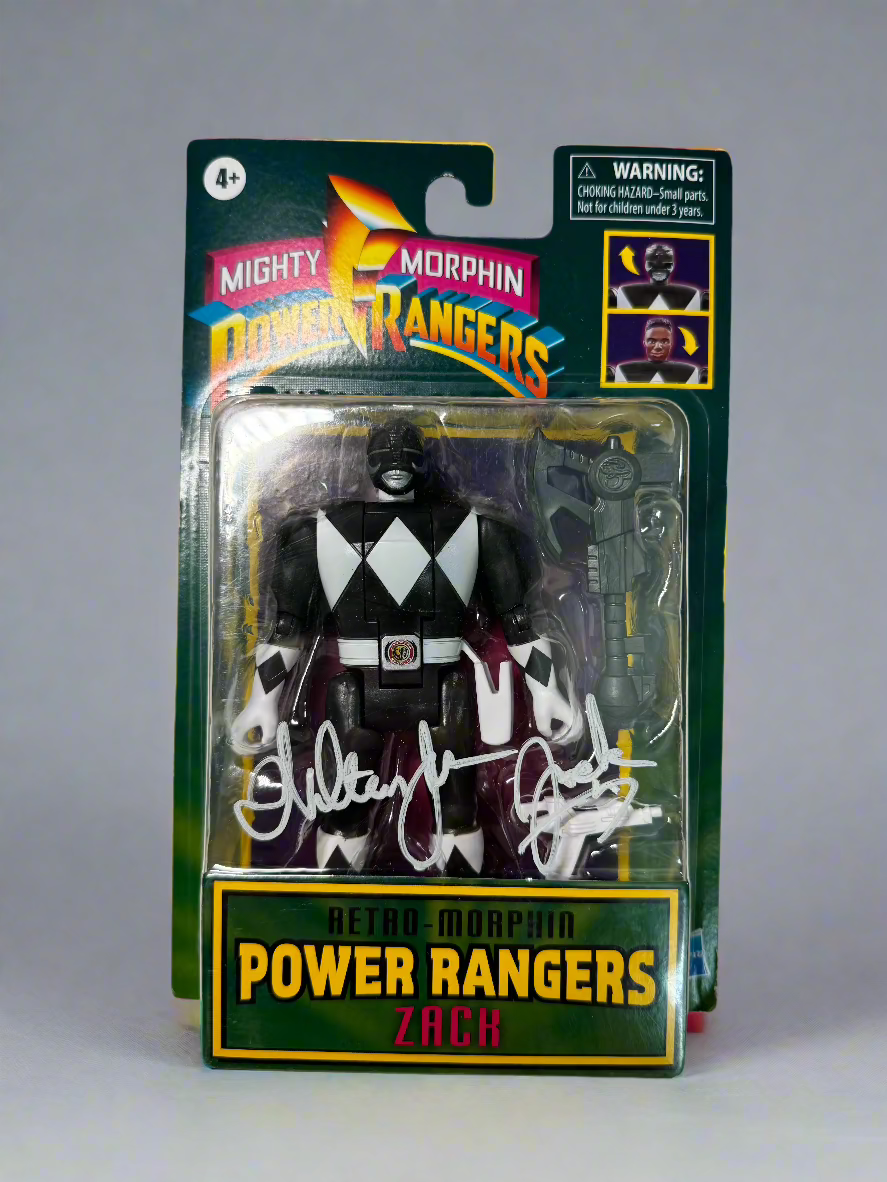 4+
WARNING:
CHOKING HAZARD–Small parts.
Not for children under 3 years.
MIGHTY MORPHIN
POWER RANGERS
RETRO-MORPHIN
POWER RANGERS
ZACK